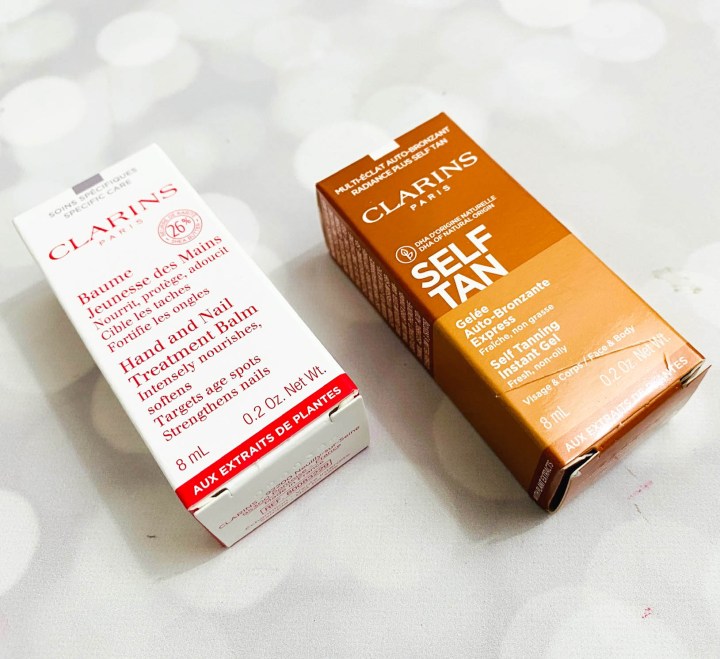 SOINS SPÉCIFIQUES
SPECIFIC CARE
CLARINS
PARIS
26%
Baume
Jeunesse des Mains
Nourrit, protège, adoucit
Cible les taches
Fortifie les ongles
Hand and Nail
Treatment Balm
Intensely nourishes,
softens
Targets age spots
Strengthens nails
8 mL 0.2 Oz. Net Wt.
AUX EXTRAITS DE PLANTES
MULTI-ÉCLAT AUTO-BRONZANT
RADIANCE PLUS SELF TAN
CLARINS
PARIS
DHA D'ORIGINE NATURELLE
DHA OF NATURAL ORIGIN
SELF
TAN
Gelée
Auto-Bronzante
Express
Fraîche, non grasse
Self Tanning
Instant Gel
Fresh, non-oily
Visage & Corps / Face & Body
8 mL 0.2 Oz. Net Wt.
AUX EXTRAITS DE PLANTES